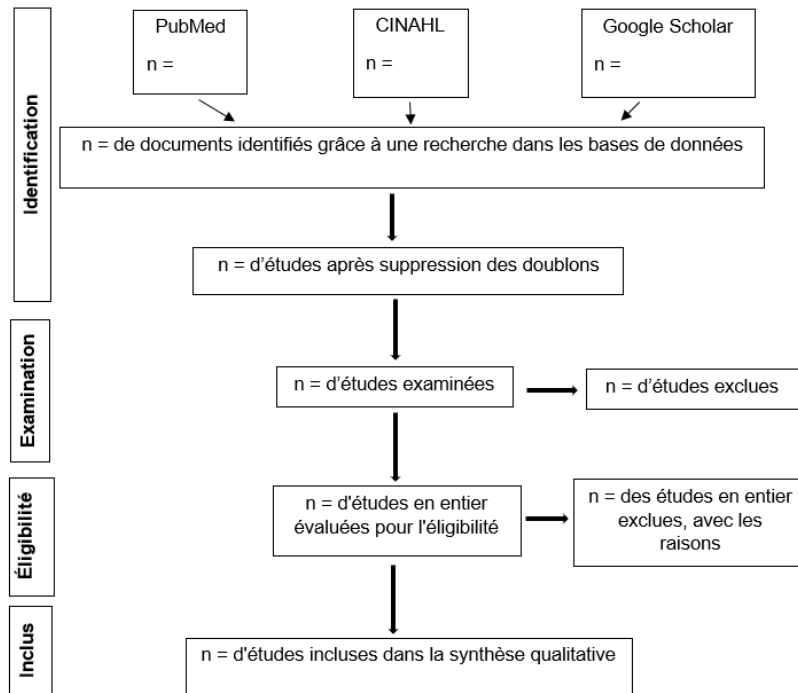 PubMed
n =
CINAHL
n =
Google Scholar
n =
Identification
n = de documents identifiés grâce à une recherche dans les bases de données
n = d'études après suppression des doublons
Examination
n = d'études examinées
n = d'études exclues
Éligibilité
n = d'études en entier
évaluées pour l'éligibilité
n = des études en entier
exclues, avec les
raisons
Inclus
n = d'études incluses dans la synthèse qualitative